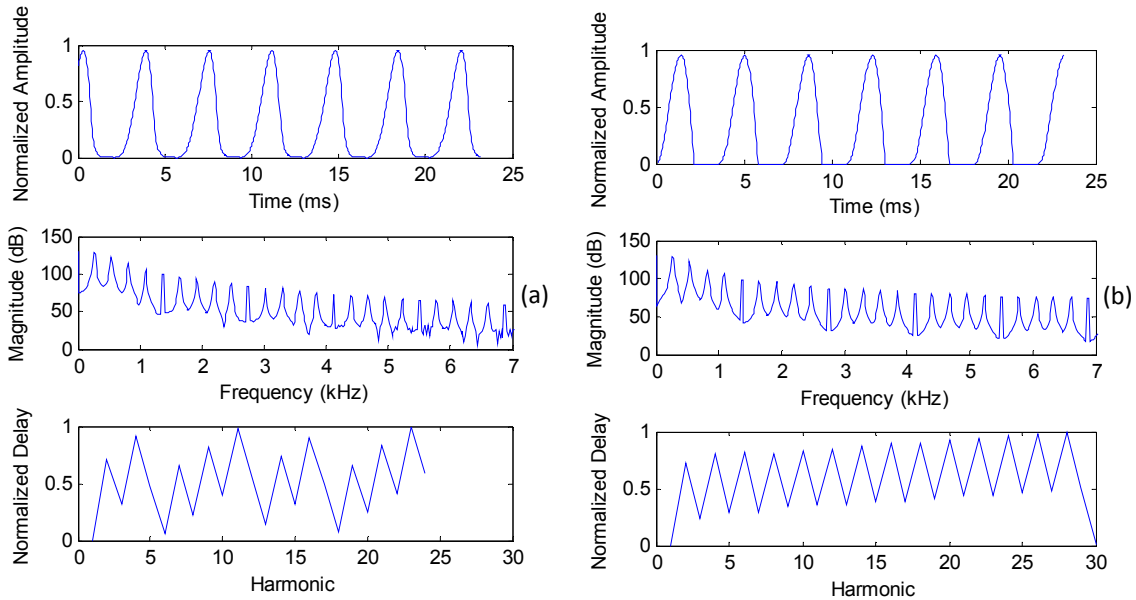 Normalized Amplitude
1
0.5
0
0 5 10 15 20 25
Time (ms)
Magnitude (dB)
150
100
50
0
0 1 2 3 4 5 6 7
Frequency (kHz)
(a)
Normalized Delay
1
0.5
0
0 5 10 15 20 25 30
Harmonic
Normalized Amplitude
1
0.5
0
0 5 10 15 20 25
Time (ms)
Magnitude (dB)
150
100
50
0
0 1 2 3 4 5 6 7
Frequency (kHz)
(b)
Normalized Delay
1
0.5
0
0 5 10 15 20 25 30
Harmonic